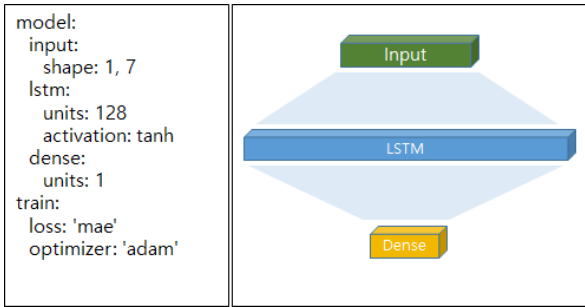 model:
input:
shape: 1, 7
lstm:
units: 128
activation: tanh
dense:
units: 1
train:
loss: 'mae'
optimizer: 'adam'
Input
LSTM
Dense